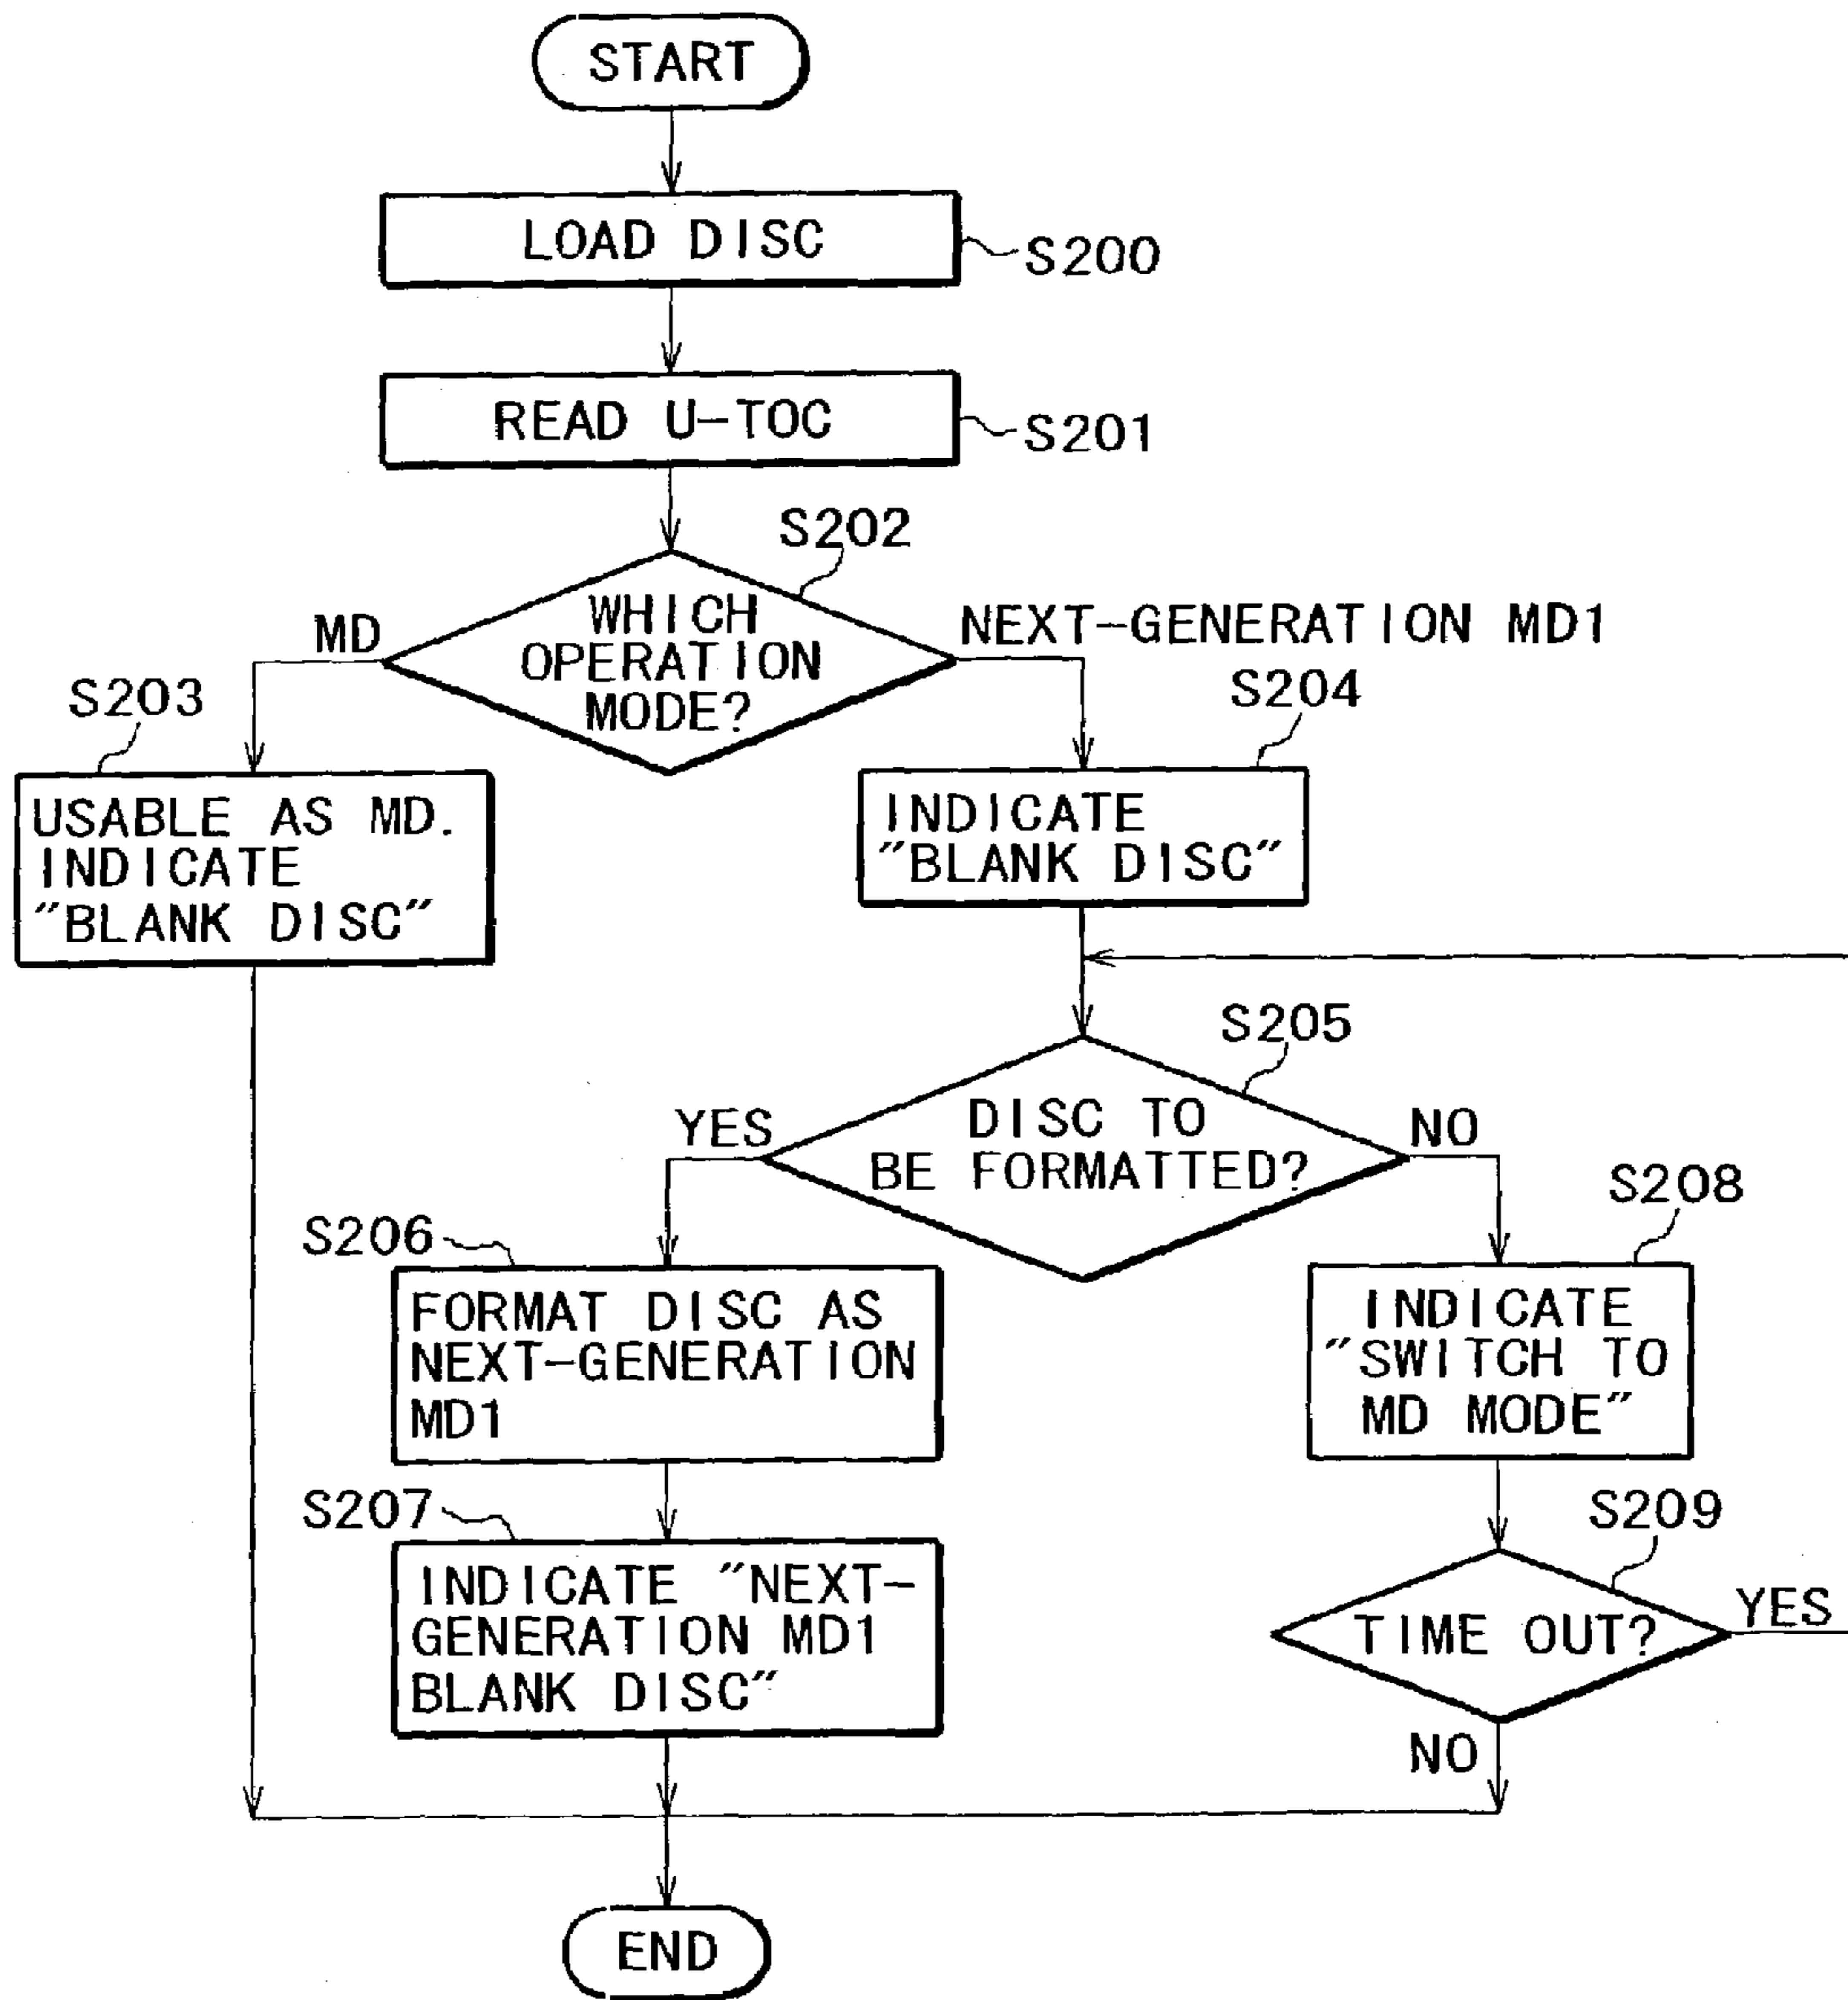 START
LOAD DISC
S200
READ U-TOC
S201
S202
WHICH
OPERATION
MODE?
MD
NEXT-GENERATION MD1
S203
USABLE AS MD.
INDICATE
"BLANK DISC"
S204
INDICATE
"BLANK DISC"
S205
DISC TO
BE FORMATTED?
YES
NO
S206
FORMAT DISC AS
NEXT-GENERATION
MD1
S208
INDICATE
"SWITCH TO
MD MODE"
S207
INDICATE "NEXT-
GENERATION MD1
BLANK DISC"
S209
TIME OUT?
YES
NO
END